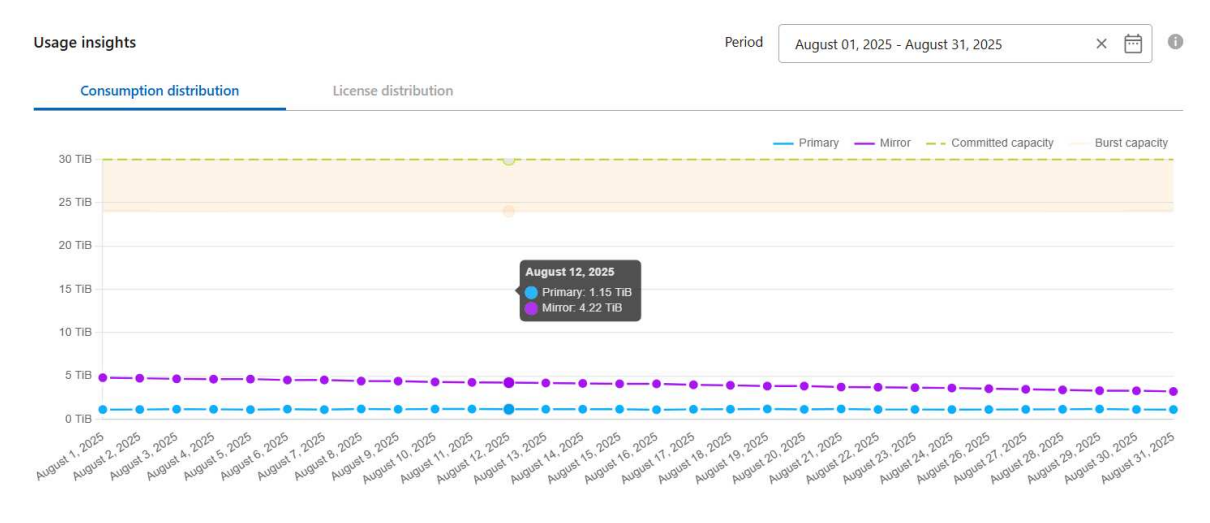 Usage insights
Period
August 01, 2025 - August 31, 2025
Consumption distribution
License distribution
Primary
Mirror
Committed capacity
Burst capacity
30 TiB
25 TiB
20 TiB
15 TiB
10 TiB
5 TiB
0 TiB
August 12, 2025
Primary: 1.15 TiB
Mirror: 4.22 TiB
August 1, 2025
August 2, 2025
August 3, 2025
August 4, 2025
August 5, 2025
August 6, 2025
August 7, 2025
August 8, 2025
August 9, 2025
August 10, 2025
August 11, 2025
August 12, 2025
August 13, 2025
August 14, 2025
August 15, 2025
August 16, 2025
August 17, 2025
August 18, 2025
August 19, 2025
August 20, 2025
August 21, 2025
August 22, 2025
August 23, 2025
August 24, 2025
August 26, 2025
August 27, 2025
August 28, 2025
August 29, 2025
August 30, 2025
August 31, 2025